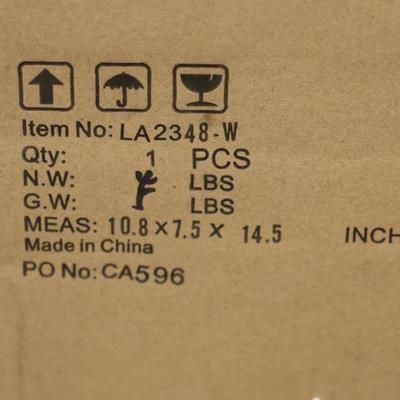 Item No: LA2348-W
Qty: 1 PCS
N.W: LBS
G.W: LBS
MEAS: 10.8 x 7.5 x 14.5 INCH
Made in China
PO No: CA596